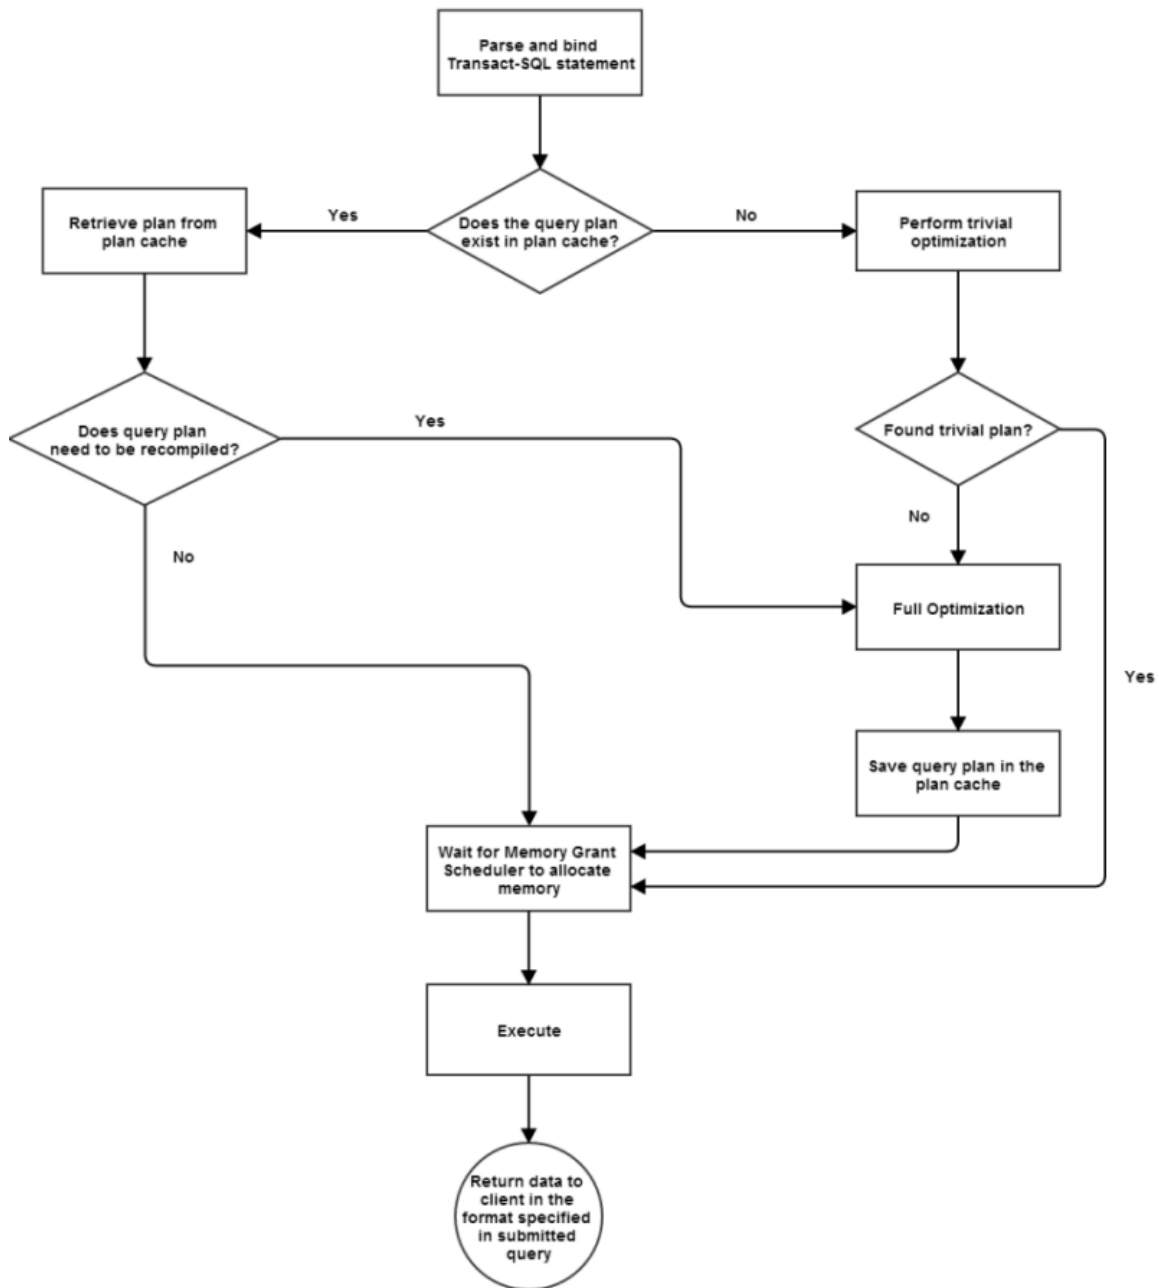 Parse and bind
Transact-SQL statement
Does the query plan
exist in plan cache?
Yes
No
Retrieve plan from
plan cache
Perform trivial
optimization
Does query plan
need to be recompiled?
Yes
No
Found trivial plan?
No
Yes
Full Optimization
Save query plan in the
plan cache
Wait for Memory Grant
Scheduler to allocate
memory
Execute
Return data to
client in the
format specified
in submitted
query